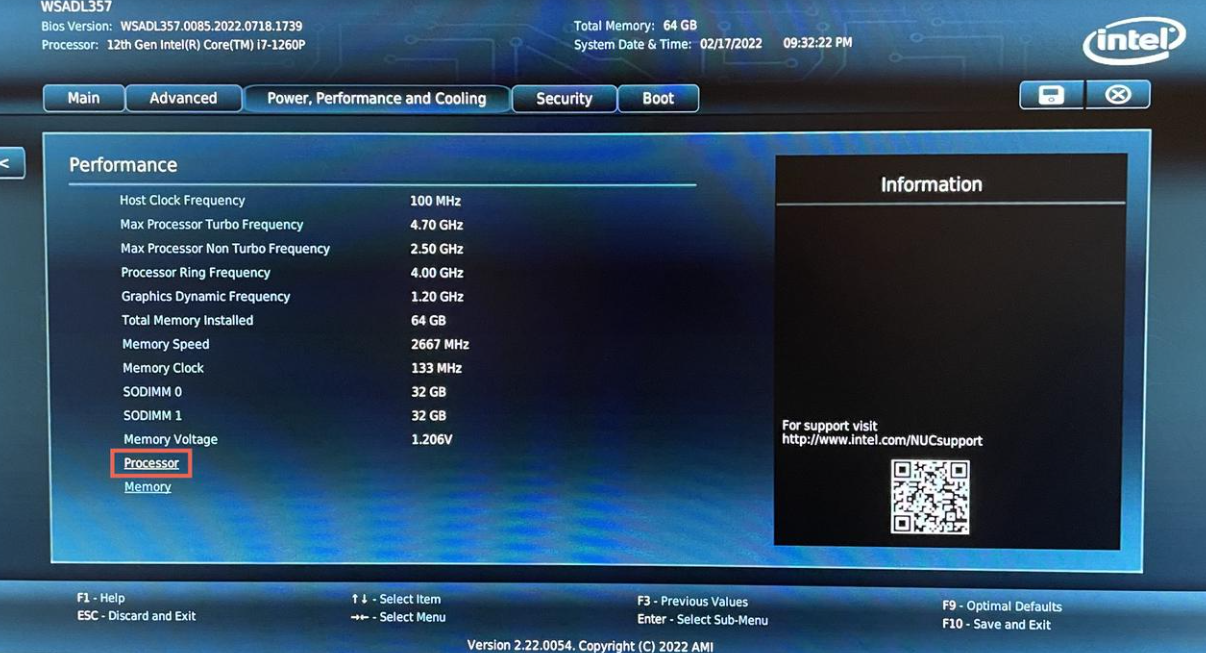 WSADL357
Bios Version: WSADL357.0085.2022.0718.1739
Processor: 12th Gen Intel(R) Core(TM) i7-1260P
Total Memory: 64 GB
System Date & Time: 02/17/2022 09:32:22 PM
intel
Main Advanced Power, Performance and Cooling Security Boot
<
Performance
Host Clock Frequency 100 MHz
Max Processor Turbo Frequency 4.70 GHz
Max Processor Non Turbo Frequency 2.50 GHz
Processor Ring Frequency 4.00 GHz
Graphics Dynamic Frequency 1.20 GHz
Total Memory Installed 64 GB
Memory Speed 2667 MHz
Memory Clock 133 MHz
SODIMM 0 32 GB
SODIMM 1 32 GB
Memory Voltage 1.206V
Processor
Memory
Information
For support visit
http://www.intel.com/NUCsupport
F1 - Help
ESC - Discard and Exit
↑↓ - Select Item
→← - Select Menu
F3 - Previous Values
Enter - Select Sub-Menu
F9 - Optimal Defaults
F10 - Save and Exit
Version 2.22.0054. Copyright (C) 2022 AMI